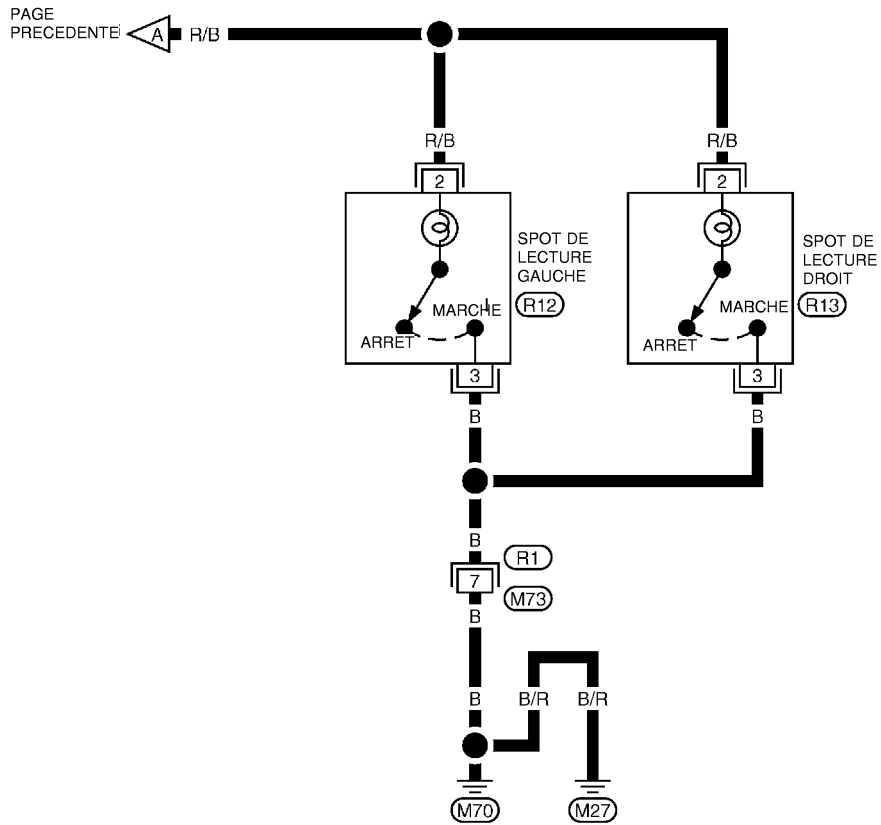 PAGE
PRECEDENTE
A R/B
R/B R/B
2 2
SPOT DE
LECTURE
GAUCHE
R12
SPOT DE
LECTURE
DROIT
R13
MARCHE
ARRET
MARCHE
ARRET
3 3
B B
B
R1
7
M73
B
B B/R B/R
M70 M27